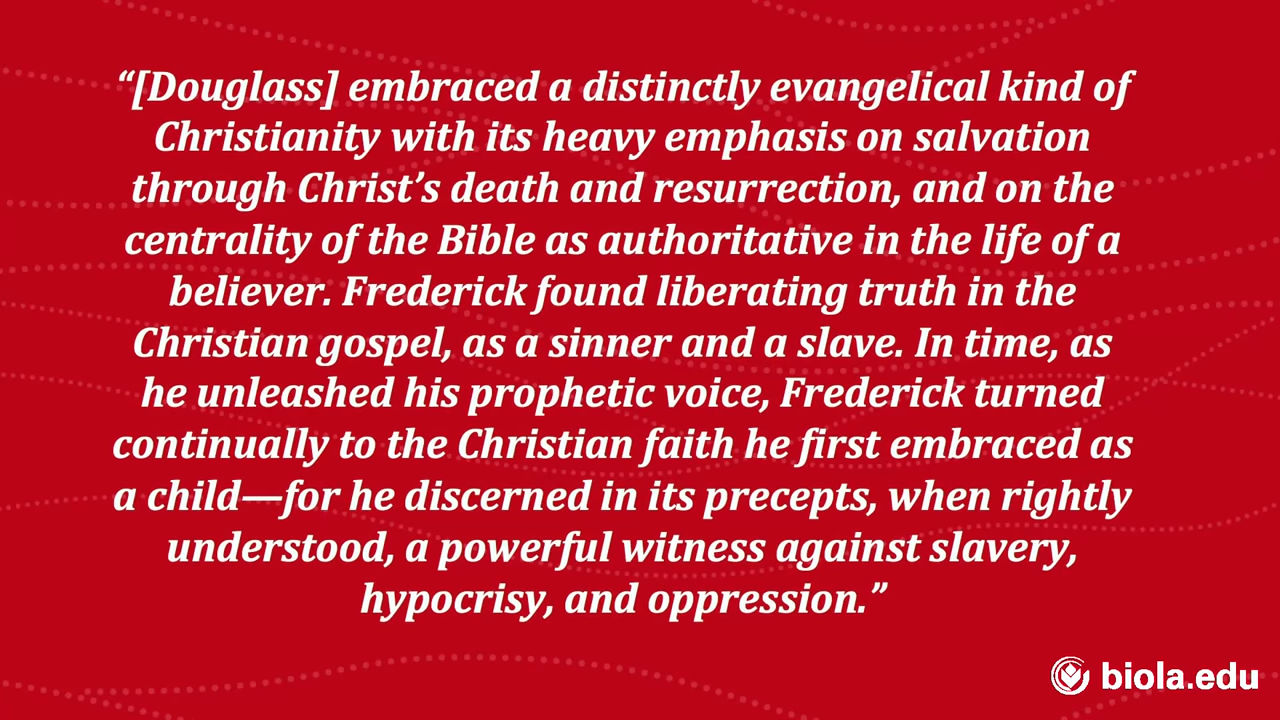 “[Douglass] embraced a distinctly evangelical kind of
Christianity with its heavy emphasis on salvation
through Christ’s death and resurrection, and on the
centrality of the Bible as authoritative in the life of a
believer. Frederick found liberating truth in the
Christian gospel, as a sinner and a slave. In time, as
he unleashed his prophetic voice, Frederick turned
continually to the Christian faith he first embraced as
a child—for he discerned in its precepts, when rightly
understood, a powerful witness against slavery,
hypocrisy, and oppression.”
biola.edu